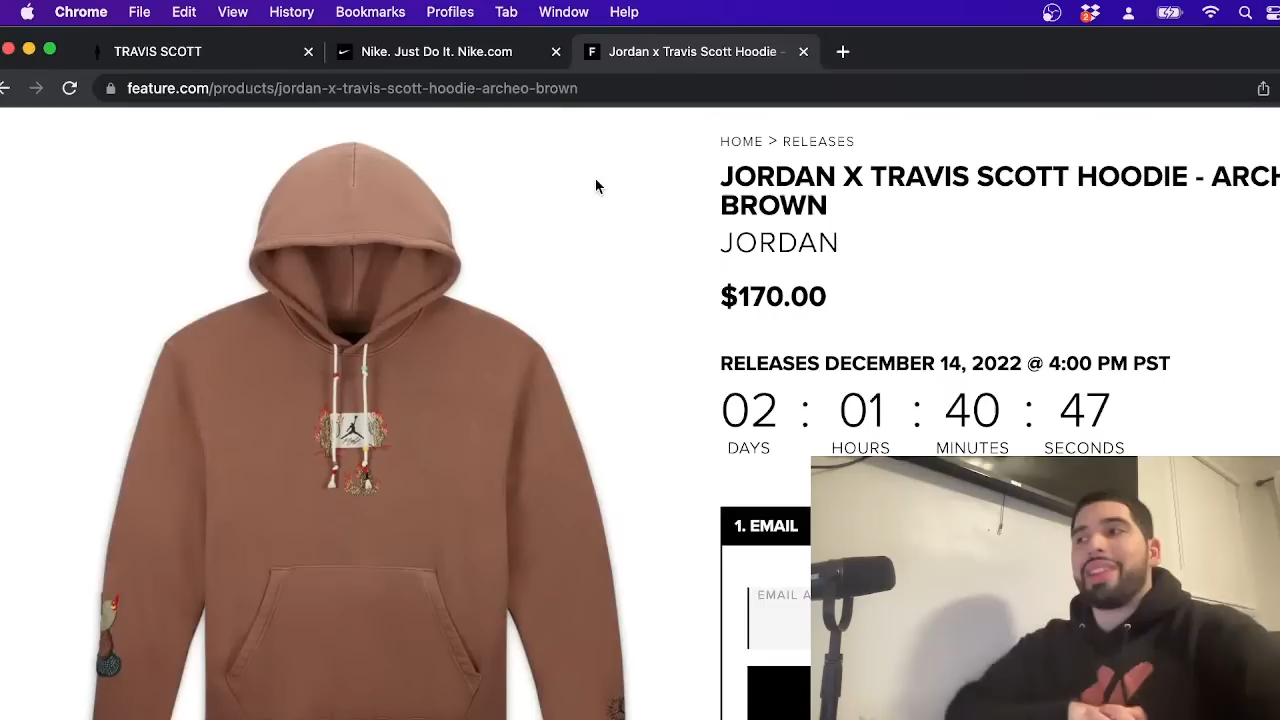 Chrome File Edit View History Bookmarks Profiles Tab Window Help
2
TRAVIS SCOTT
Nike. Just Do It. Nike.com
F
Jordan x Travis Scott Hoodie -
feature.com/products/jordan-x-travis-scott-hoodie-archeo-brown
HOME > RELEASES
JORDAN X TRAVIS SCOTT HOODIE - ARCH
BROWN
JORDAN
$170.00
RELEASES DECEMBER 14, 2022 @ 4:00 PM PST
02 : 01 : 40 : 47
DAYS HOURS MINUTES SECONDS
1. EMAIL
EMAIL A